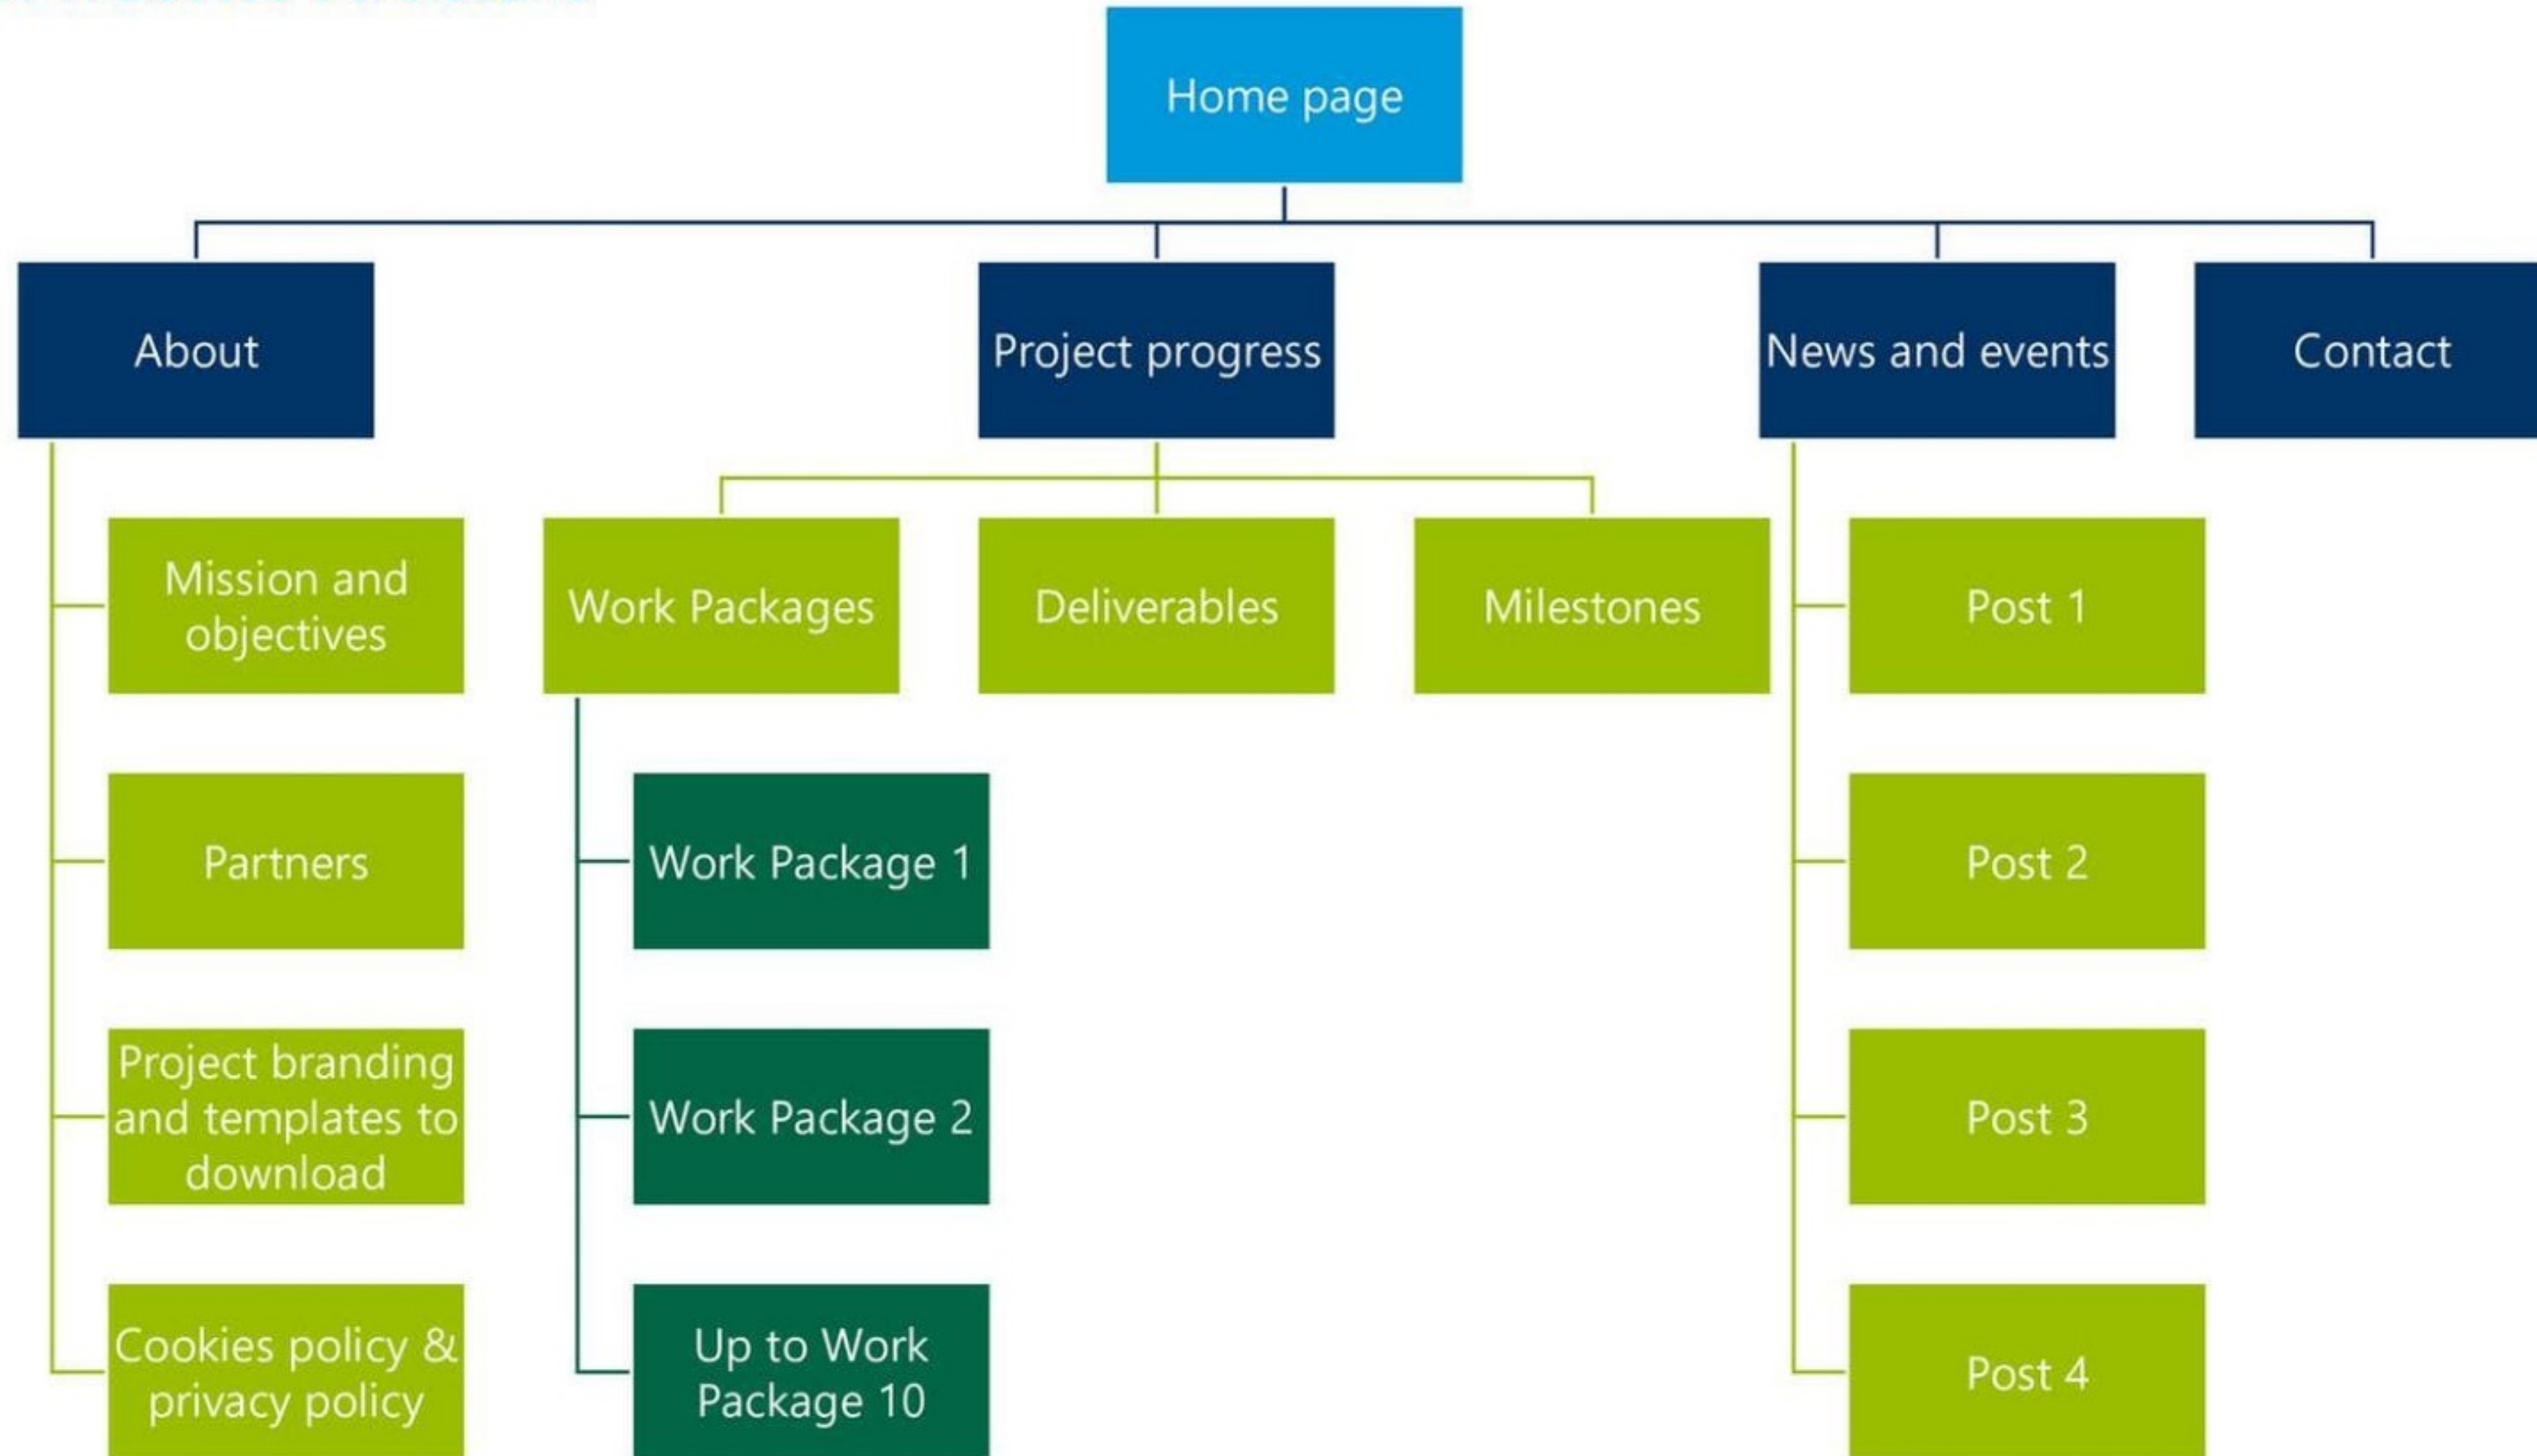 Home page
About
Project progress
News and events
Contact
Mission and
objectives
Work Packages
Deliverables
Milestones
Post 1
Partners
Work Package 1
Post 2
Project branding
and templates to
download
Work Package 2
Post 3
Cookies policy &
privacy policy
Up to Work
Package 10
Post 4